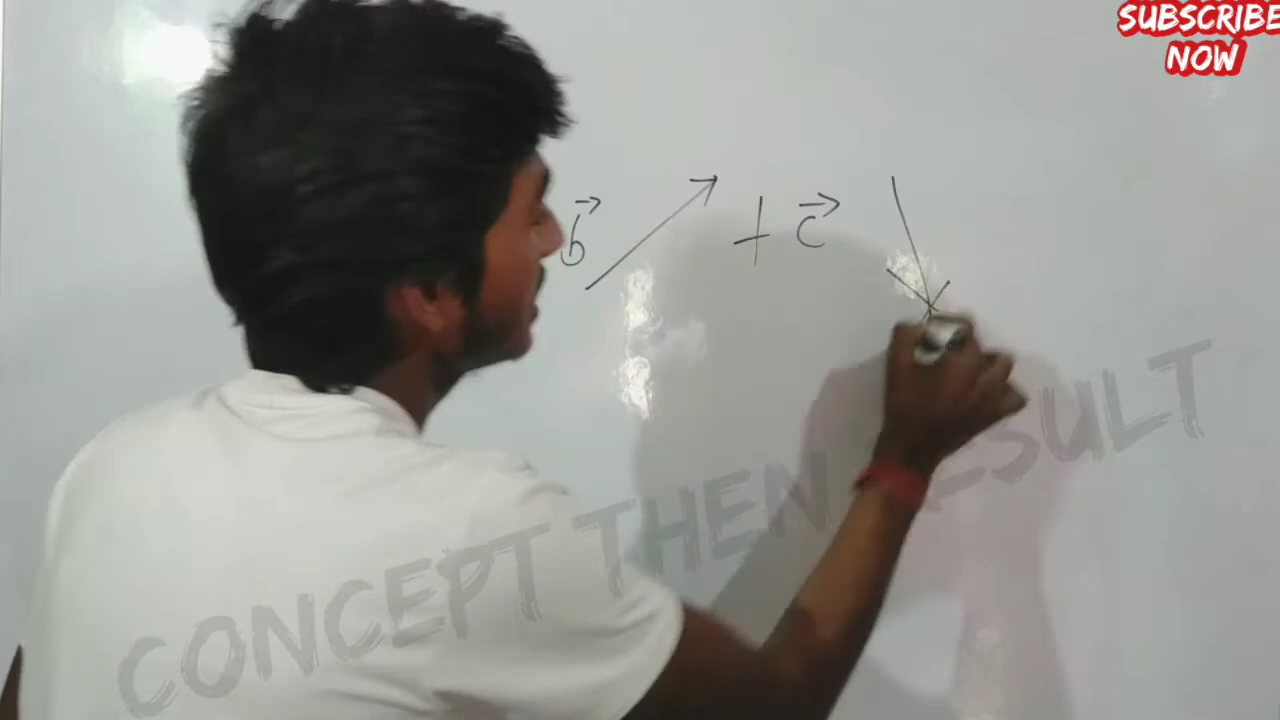 SUBSCRIBE
NOW
b⃗ + c⃗
CONCEPT THEN RESULT